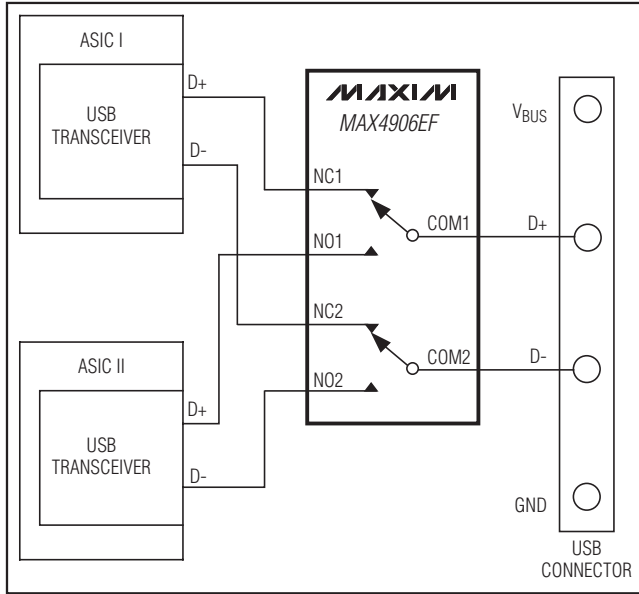 ASIC I
USB
TRANSCEIVER
D+
D-
MAXIM
MAX4906EF
NC1
COM1
NO1
NC2
COM2
NO2
ASIC II
USB
TRANSCEIVER
D+
D-
VBUS
D+
D-
GND
USB
CONNECTOR